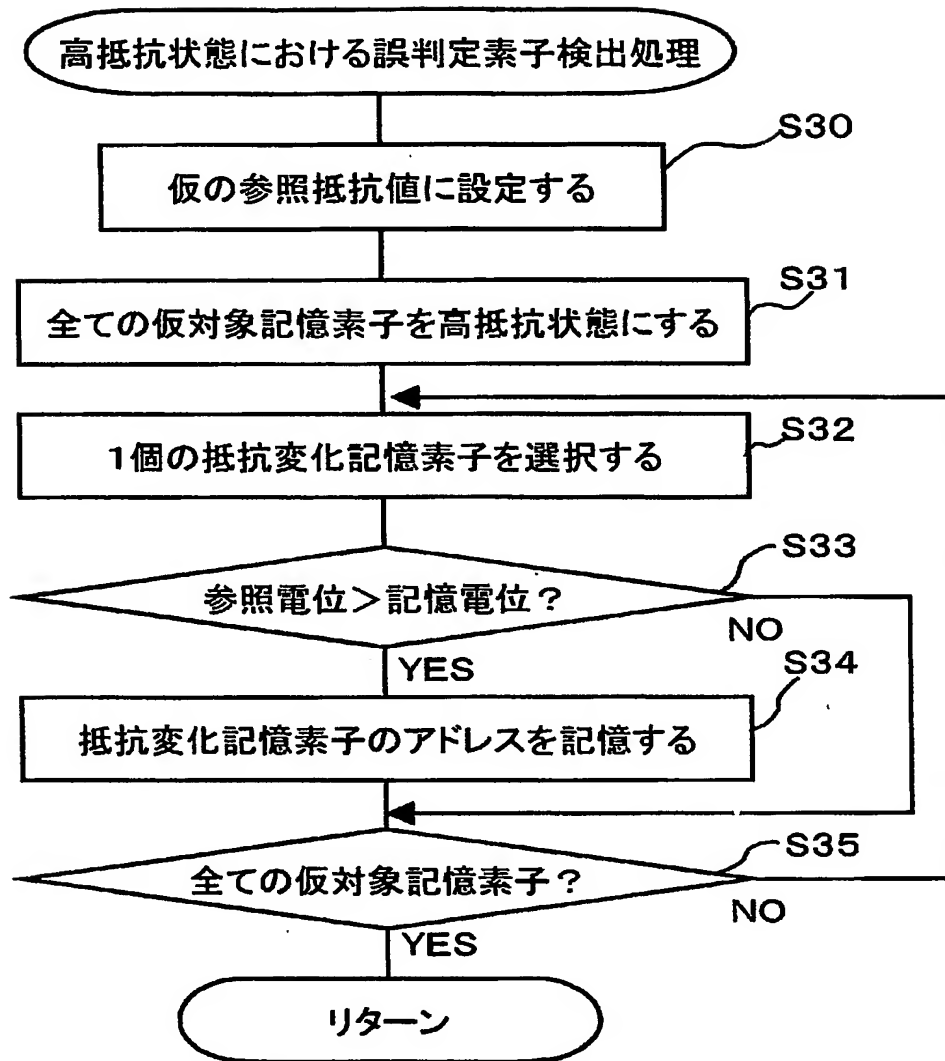 高抵抗状態における誤判定素子検出処理
S30
仮の参照抵抗値に設定する
S31
全ての仮対象記憶素子を高抵抗状態にする
S32
1個の抵抗変化記憶素子を選択する
S33
参照電位>記憶電位?
NO
YES
S34
抵抗変化記憶素子のアドレスを記憶する
S35
全ての仮対象記憶素子?
NO
YES
リターン